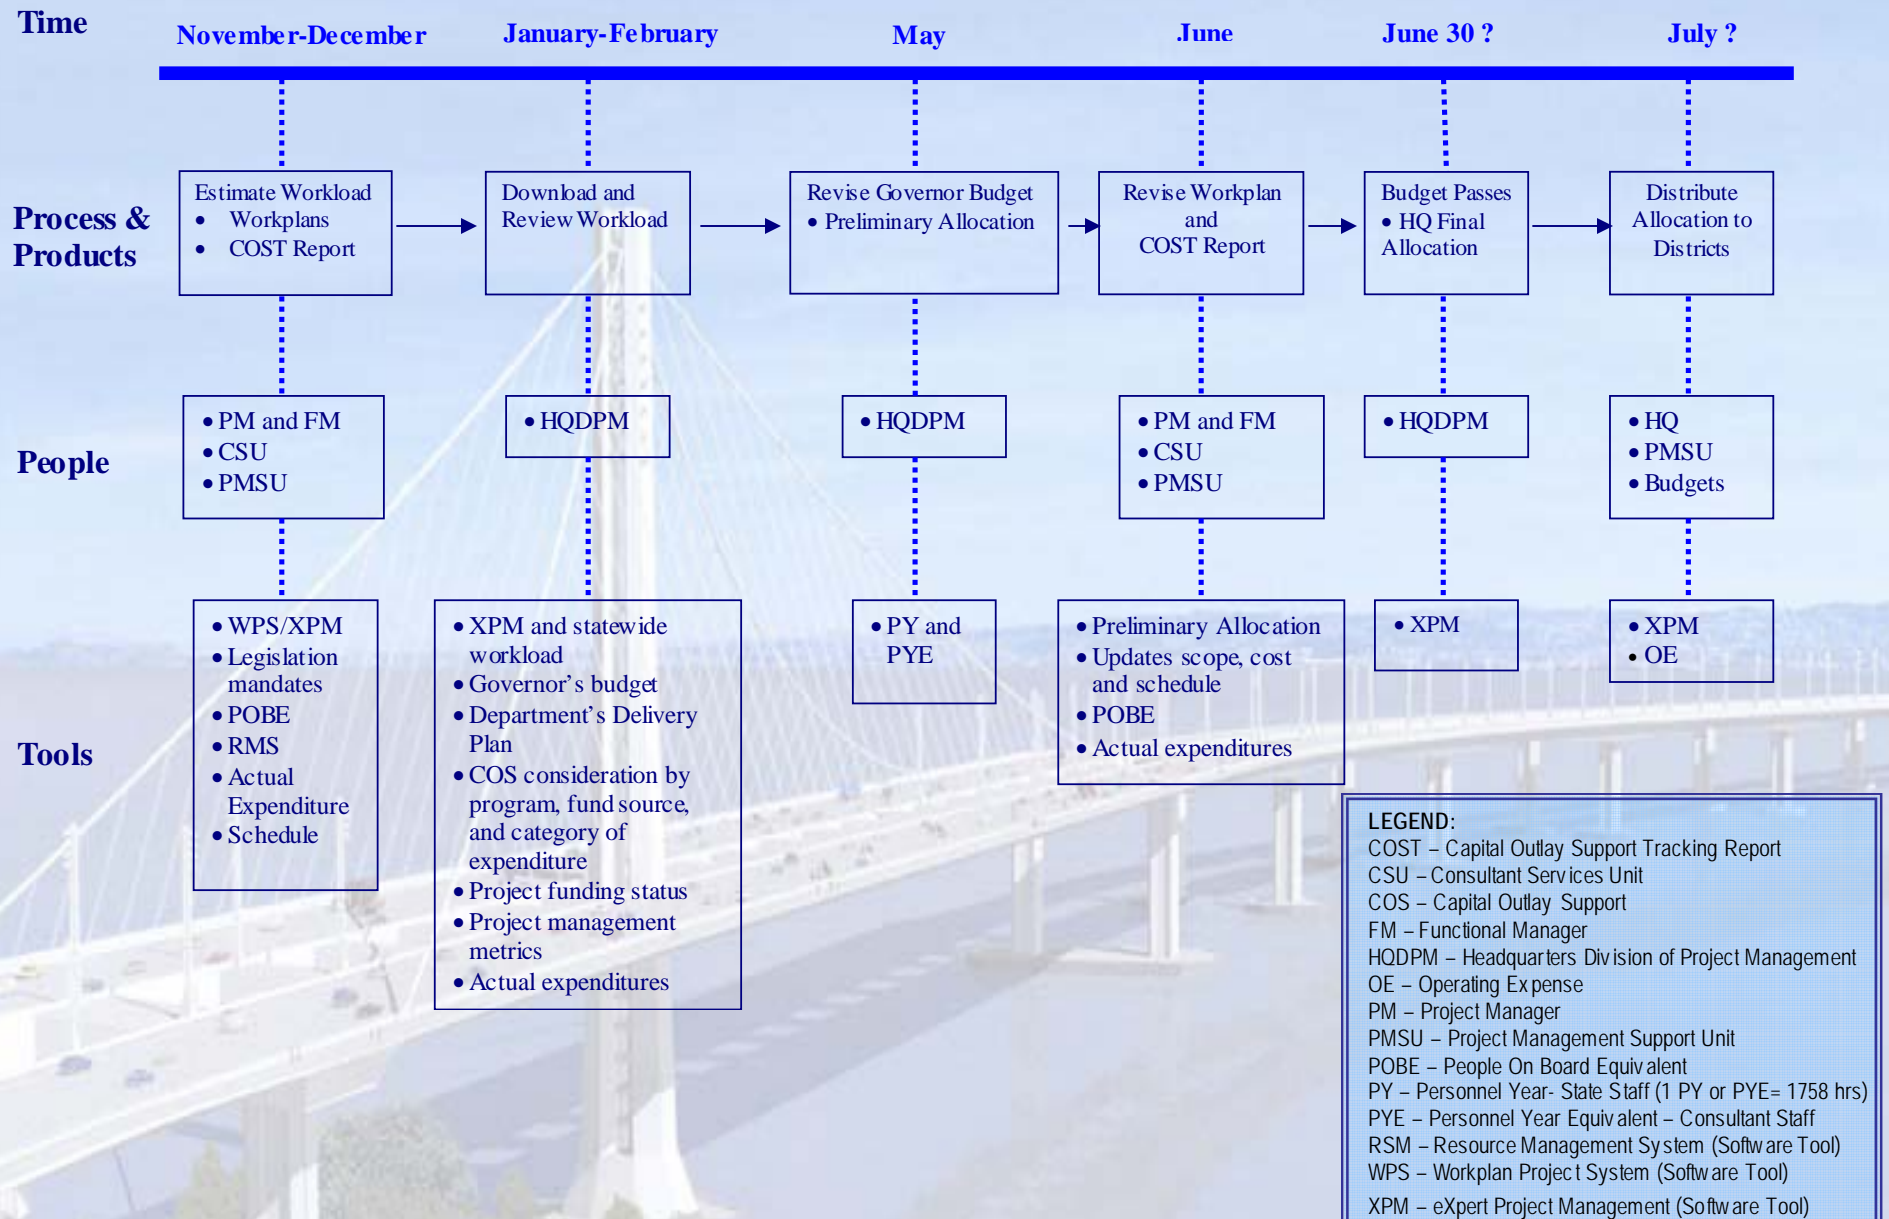 Time
November-December
January-February
May
June
June 30 ?
July ?
Process &
Products
Estimate Workload
• Workplans
• COST Report
Download and
Review Workload
Revise Governor Budget
• Preliminary Allocation
Revise Workplan
and
COST Report
Budget Passes
• HQ Final
Allocation
Distribute
Allocation to
Districts
People
• PM and FM
• CSU
• PMSU
• HQDPM
• HQDPM
• PM and FM
• CSU
• PMSU
• HQDPM
• HQ
• PMSU
• Budgets
Tools
• WPS/XPM
• Legislation
mandates
• POBE
• RMS
• Actual
Expenditure
• Schedule
• XPM and statewide
workload
• Governor's budget
• Department's Delivery
Plan
• COS consideration by
program, fund source,
and category of
expenditure
• Project funding status
• Project management
metrics
• Actual expenditures
• PY and
PYE
• Preliminary Allocation
• Updates scope, cost
and schedule
• POBE
• Actual expenditures
• XPM
• XPM
• OE
LEGEND:
COST – Capital Outlay Support Tracking Report
CSU – Consultant Services Unit
COS – Capital Outlay Support
FM – Functional Manager
HQDPM – Headquarters Division of Project Management
OE – Operating Expense
PM – Project Manager
PMSU – Project Management Support Unit
POBE – People On Board Equivalent
PY – Personnel Year- State Staff (1 PY or PYE= 1758 hrs)
PYE – Personnel Year Equivalent – Consultant Staff
RSM – Resource Management System (Software Tool)
WPS – Workplan Project System (Software Tool)
XPM – eXpert Project Management (Software Tool)